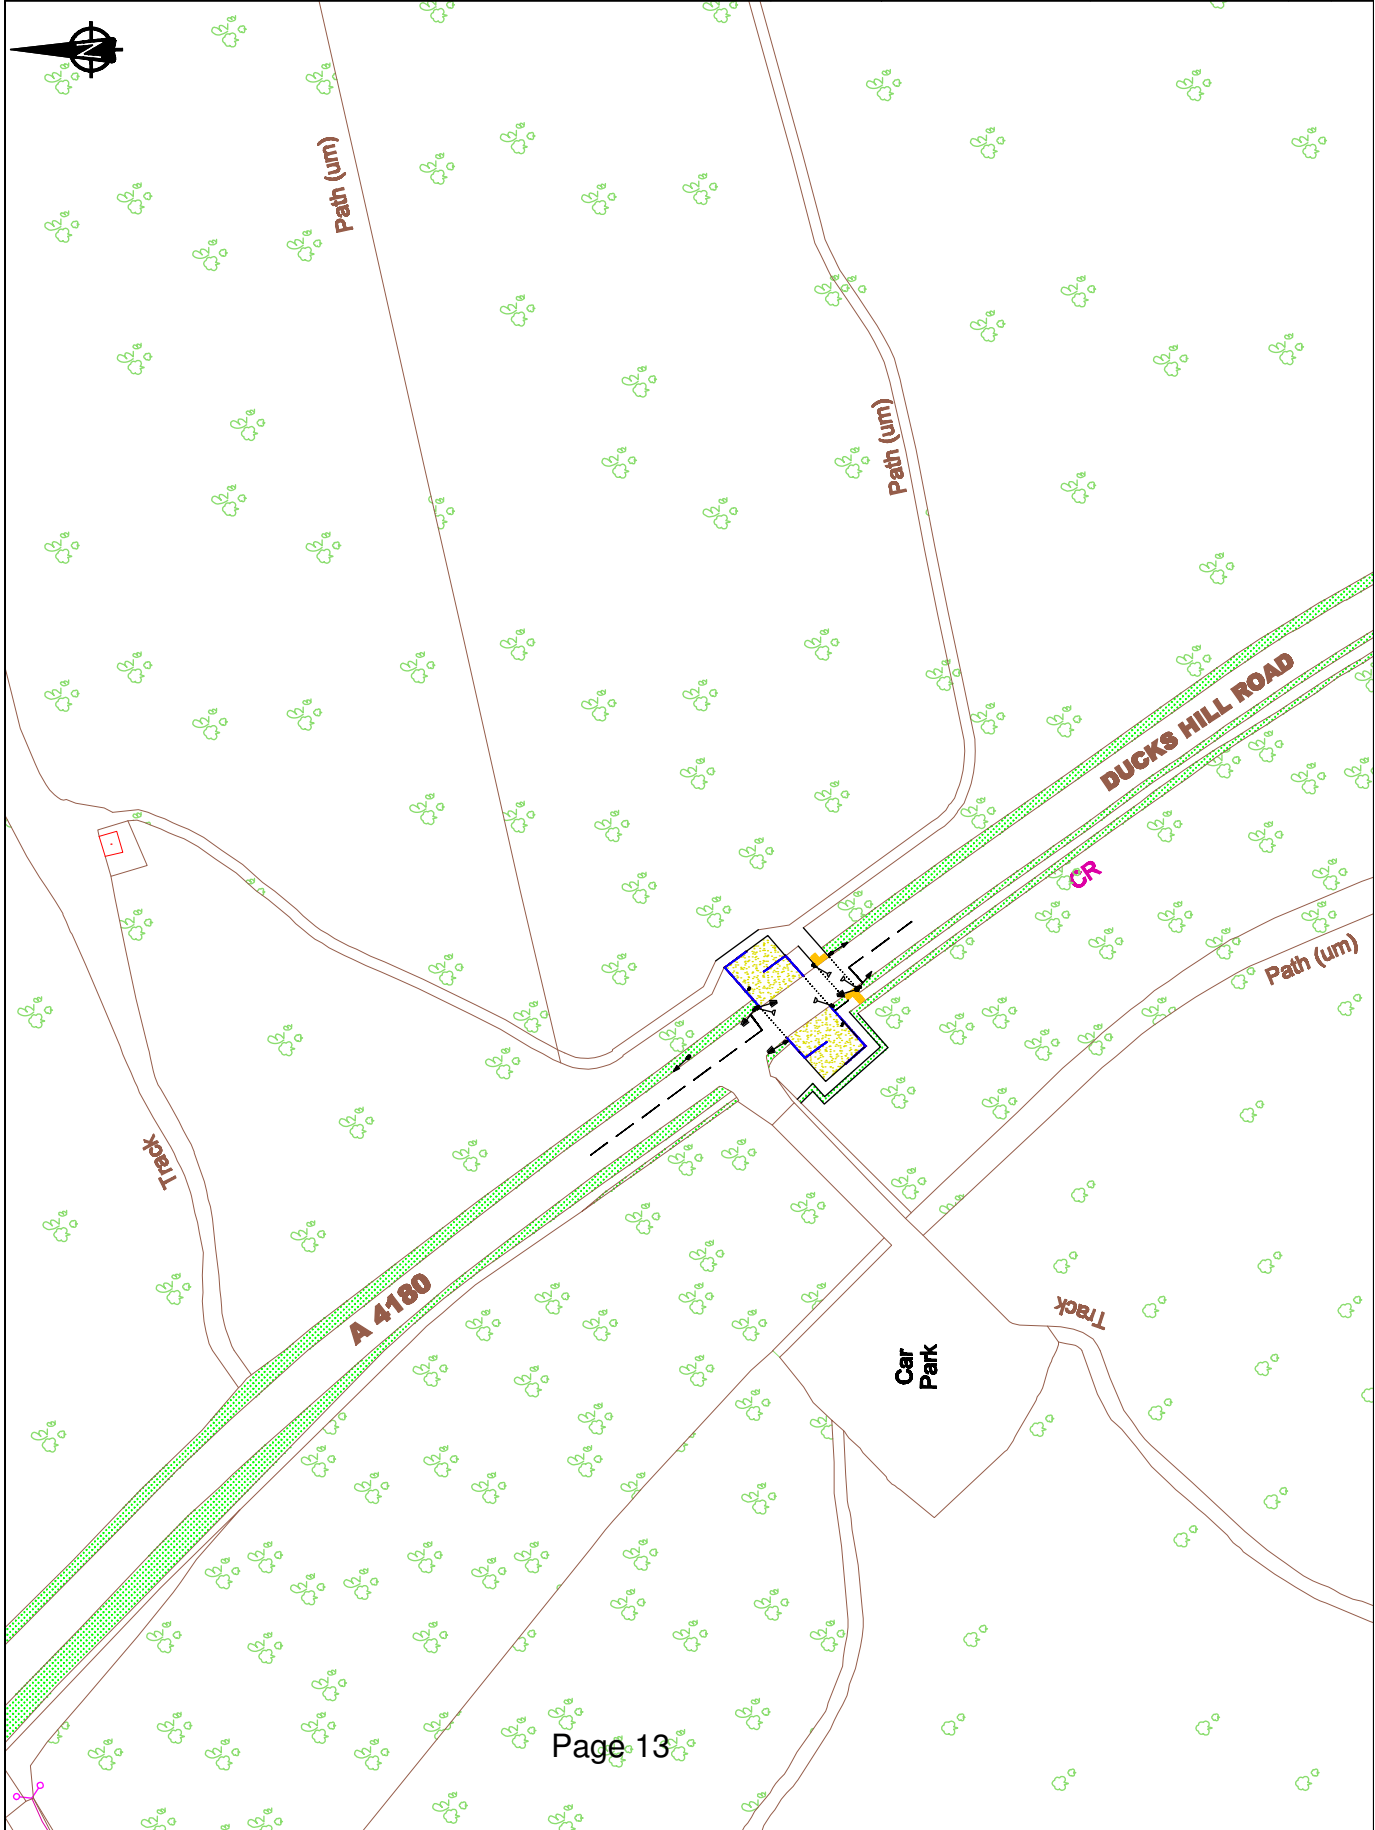 N
Path (um)
Path (um)
DUCKS HILL ROAD
CR
Path (um)
Track
A 4180
Track
Car
Park
Page 13